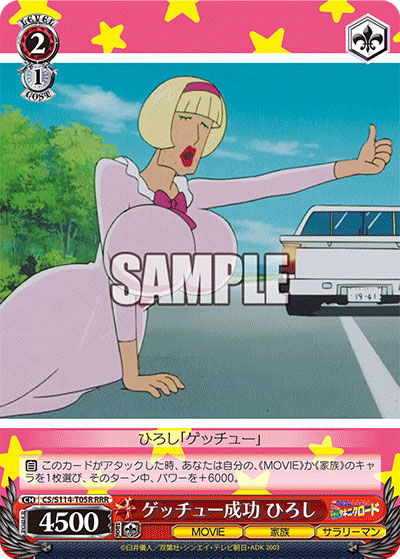 LEVEL
2
1
COST
19-41
SAMPLE
ひろし「ゲッチュー」
自 このカードがアタックした時、あなたは自分の、《MOVIE》か《家族》のキャ
ラを1枚選び、そのターン中、パワーを+6000。
CH CS/S114-T05R RRR
POWER
4500
ゲッチュー成功 ひろし
MOVIE 家族 サラリーマン
©臼井儀人/双葉社・シンエイ・テレビ朝日・ADK 2003